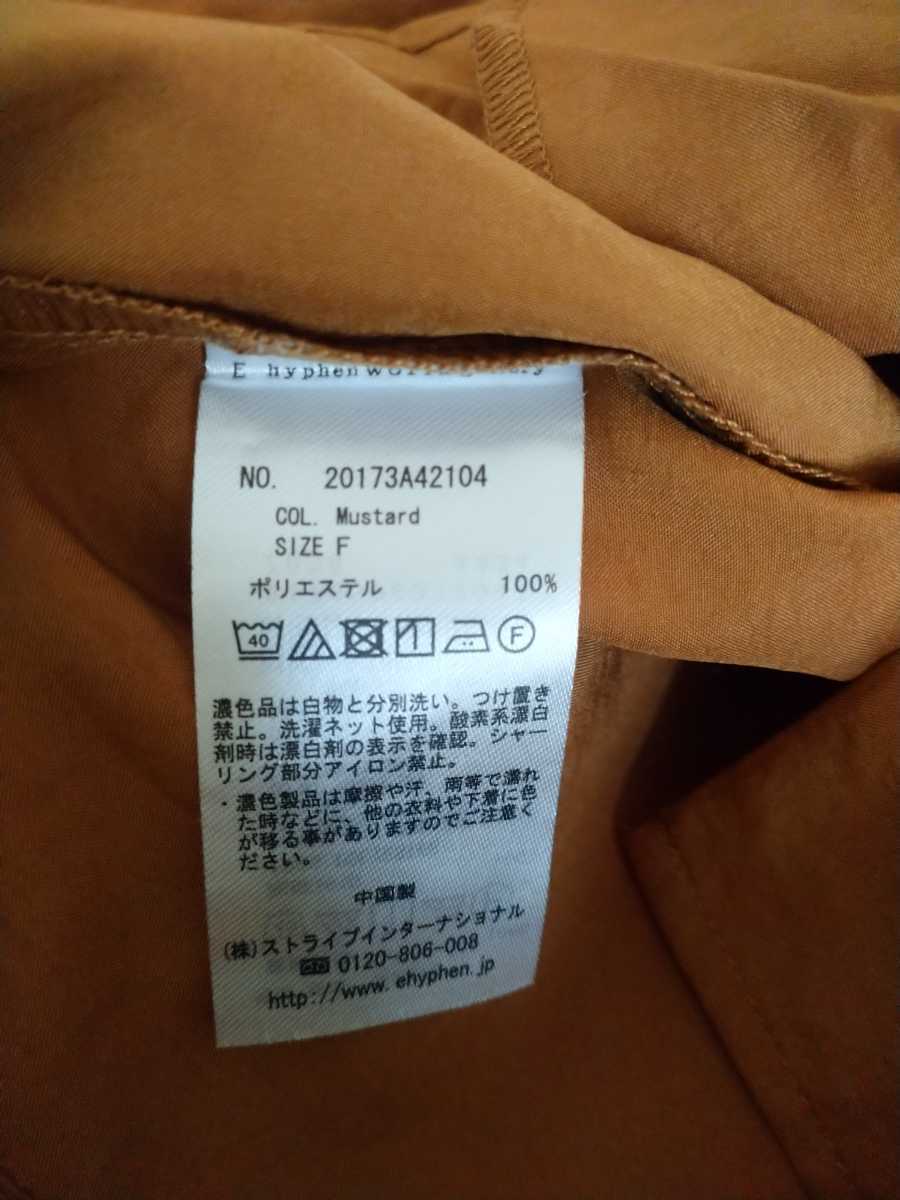 E hyphen
NO. 20173A42104
COL. Mustard
SIZE F
ポリエステル 100%
40 F
濃色品は白物と分別洗い。つけ置き
禁止。洗濯ネット使用。酸素系漂白
剤時は漂白剤の表示を確認。シャー
リング部分アイロン禁止。
・濃色製品は摩擦や汗、雨等で濡れ
た時などに、他の衣料や下着に色
が移る事がありますのでご注意く
ださい。
中国製
(株)ストライプインターナショナル
0120-806-008
http://www.ehyphen.jp